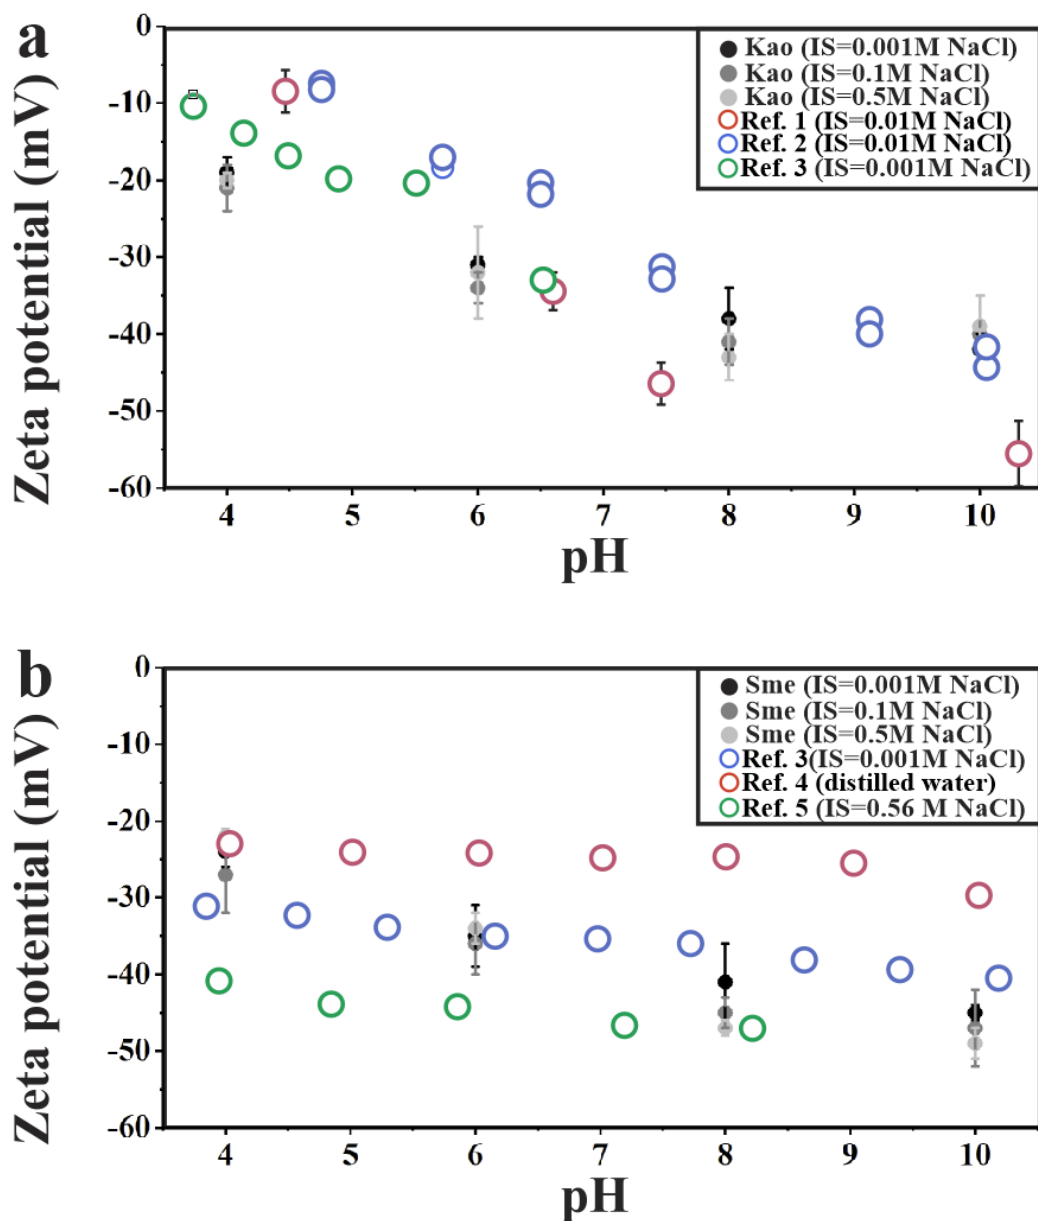 a
Zeta potential (mV)
0
-10
-20
-30
-40
-50
-60
Kao (IS=0.001M NaCl)
Kao (IS=0.1M NaCl)
Kao (IS=0.5M NaCl)
Ref. 1 (IS=0.01M NaCl)
Ref. 2 (IS=0.01M NaCl)
Ref. 3 (IS=0.001M NaCl)
4 5 6 7 8 9 10
pH
b
Zeta potential (mV)
0
-10
-20
-30
-40
-50
-60
Sme (IS=0.001M NaCl)
Sme (IS=0.1M NaCl)
Sme (IS=0.5M NaCl)
Ref. 3(IS=0.001M NaCl)
Ref. 4 (distilled water)
Ref. 5 (IS=0.56 M NaCl)
4 5 6 7 8 9 10
pH